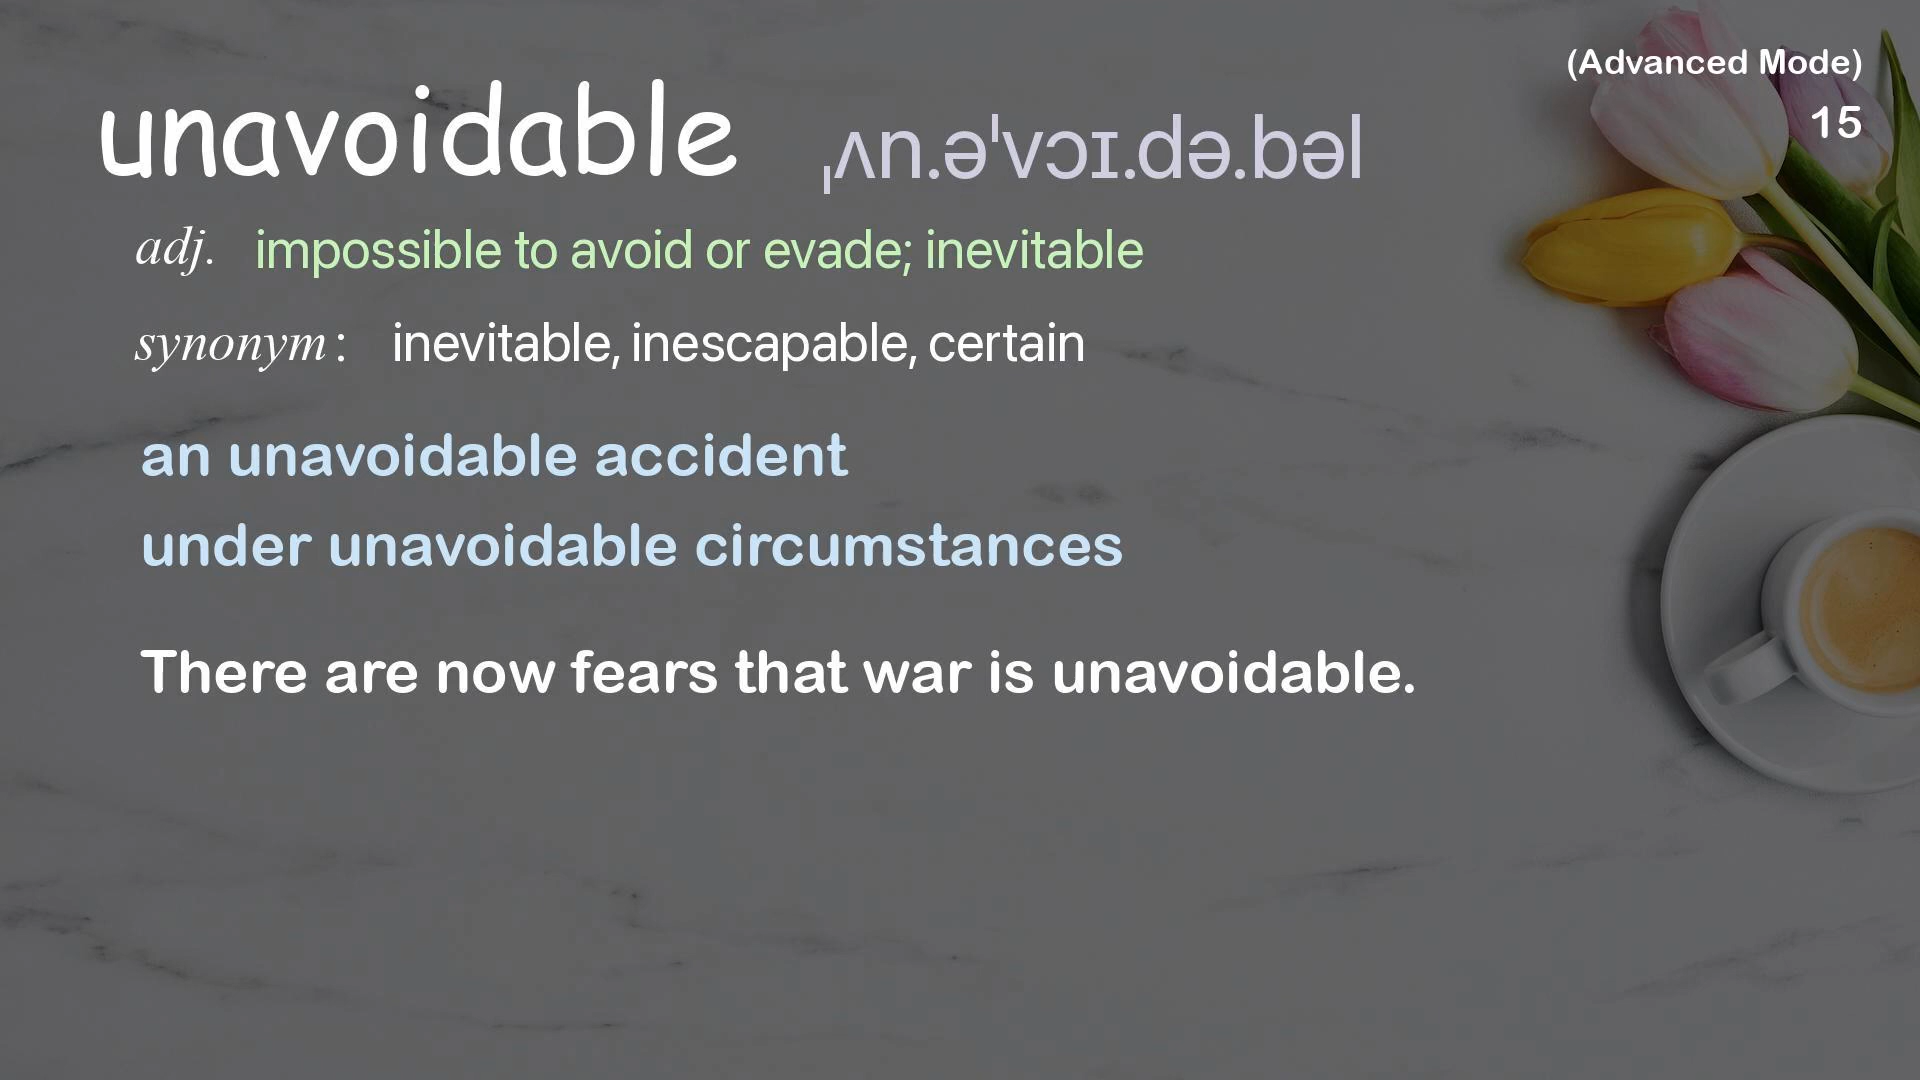 (Advanced Mode)
15
unavoidable ˌʌn.əˈvɔɪ.də.bəl
adj. impossible to avoid or evade; inevitable
synonym: inevitable, inescapable, certain
an unavoidable accident
under unavoidable circumstances
There are now fears that war is unavoidable.